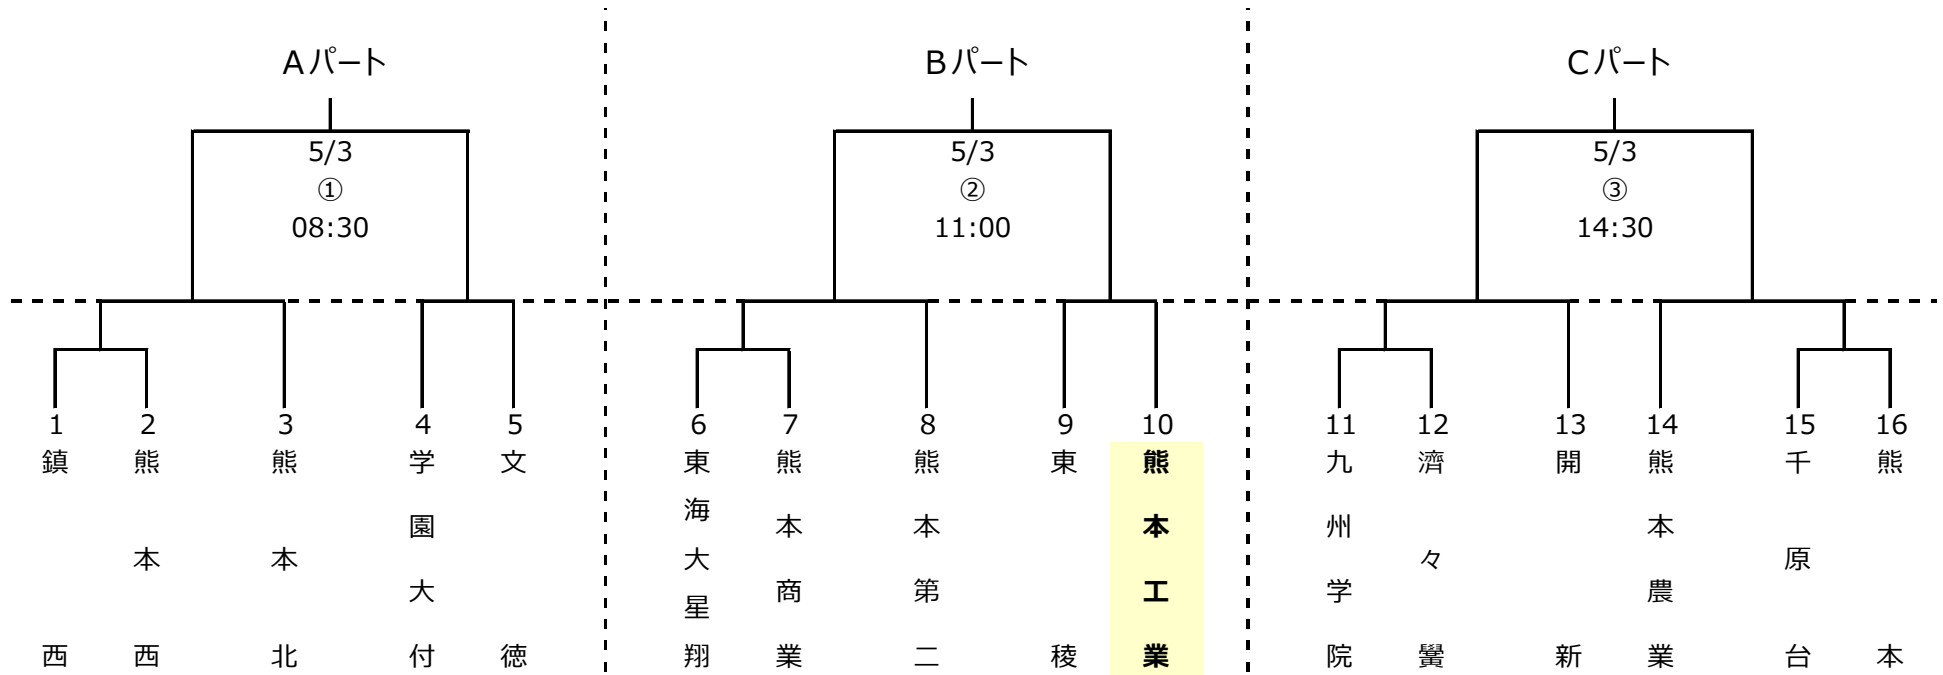 Aパート
5/3
①
08:30
1
鎮西
2
熊本西
3
熊本北
4
学園大付
5
文徳
Bパート
5/3
②
11:00
6
東海大星翔
7
熊本商業
8
熊本第二
9
東稜
10
熊本工業
Cパート
5/3
③
14:30
11
九州学院
12
濟々黌
13
開新
14
熊本農業
15
千原台
16
熊本